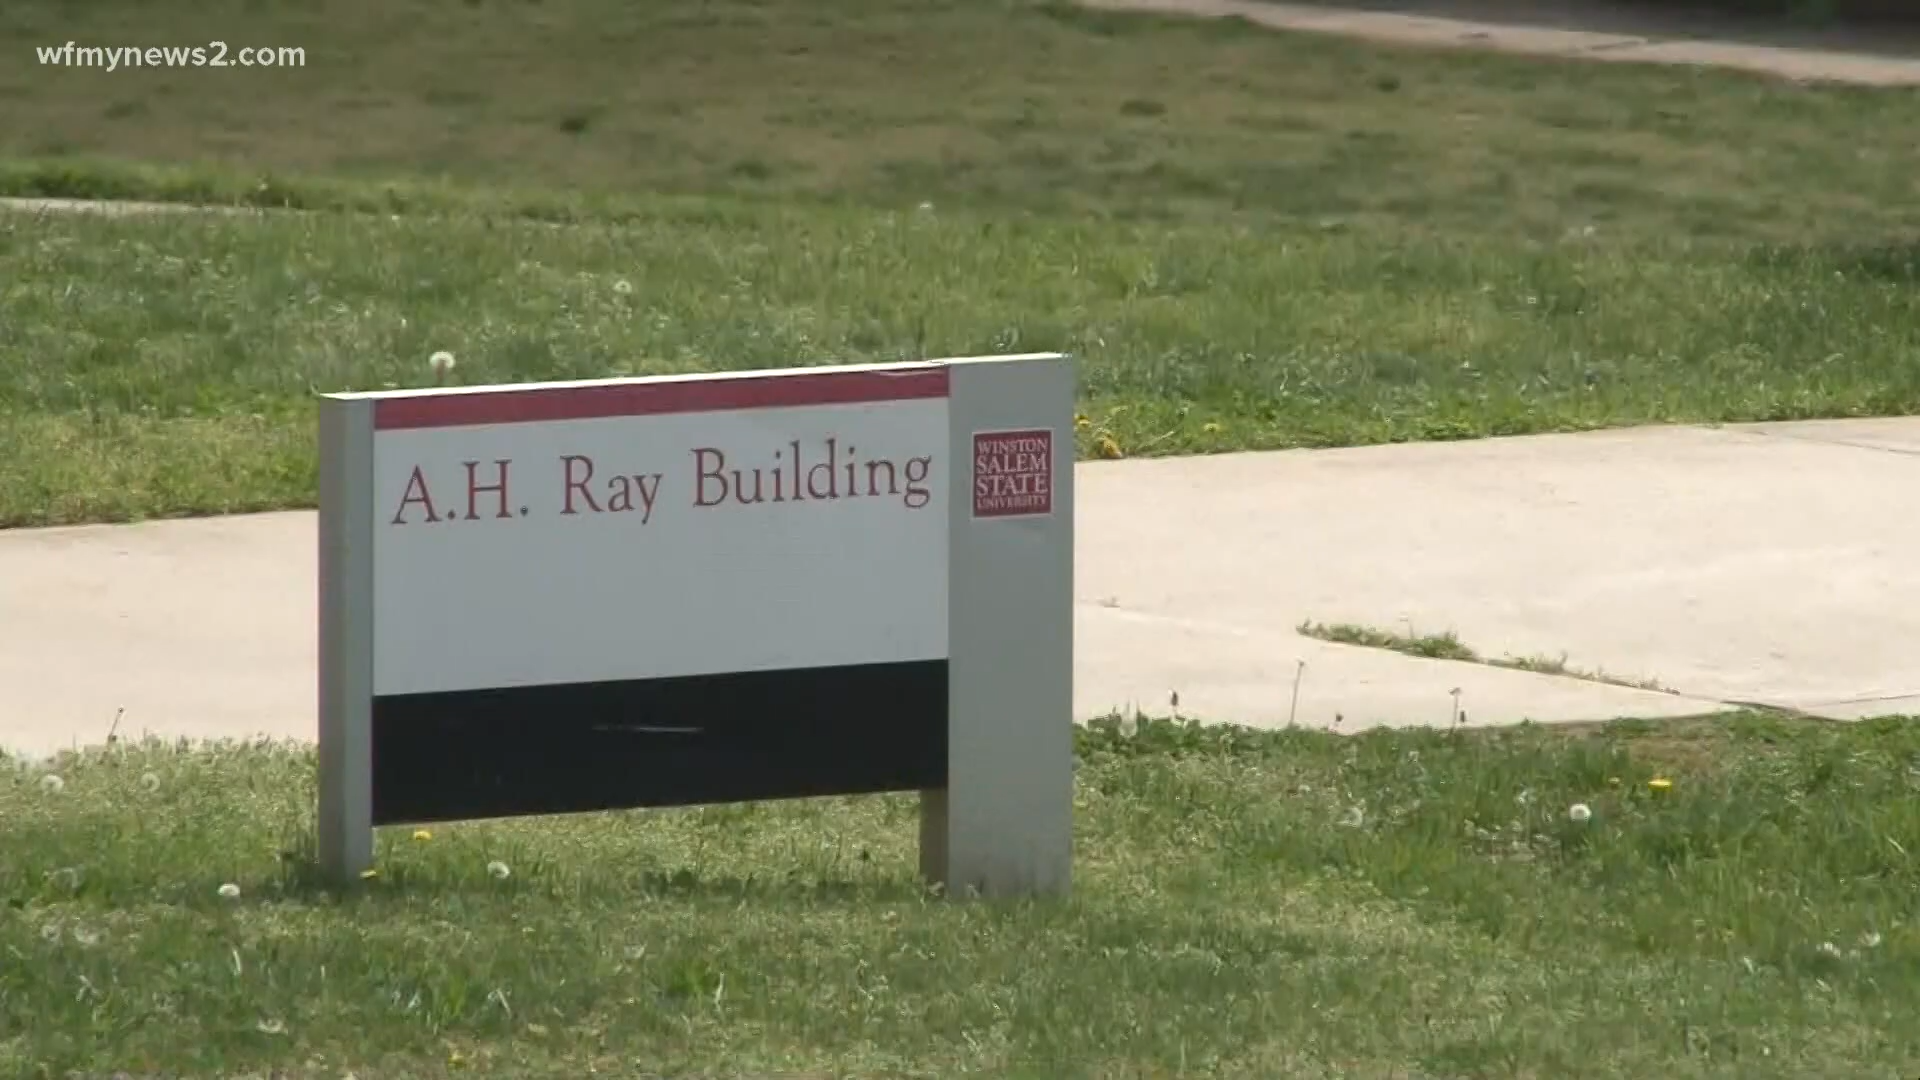 wfmynews2.com
A.H. Ray Building
WINSTON
SALEM
STATE
UNIVERSITY